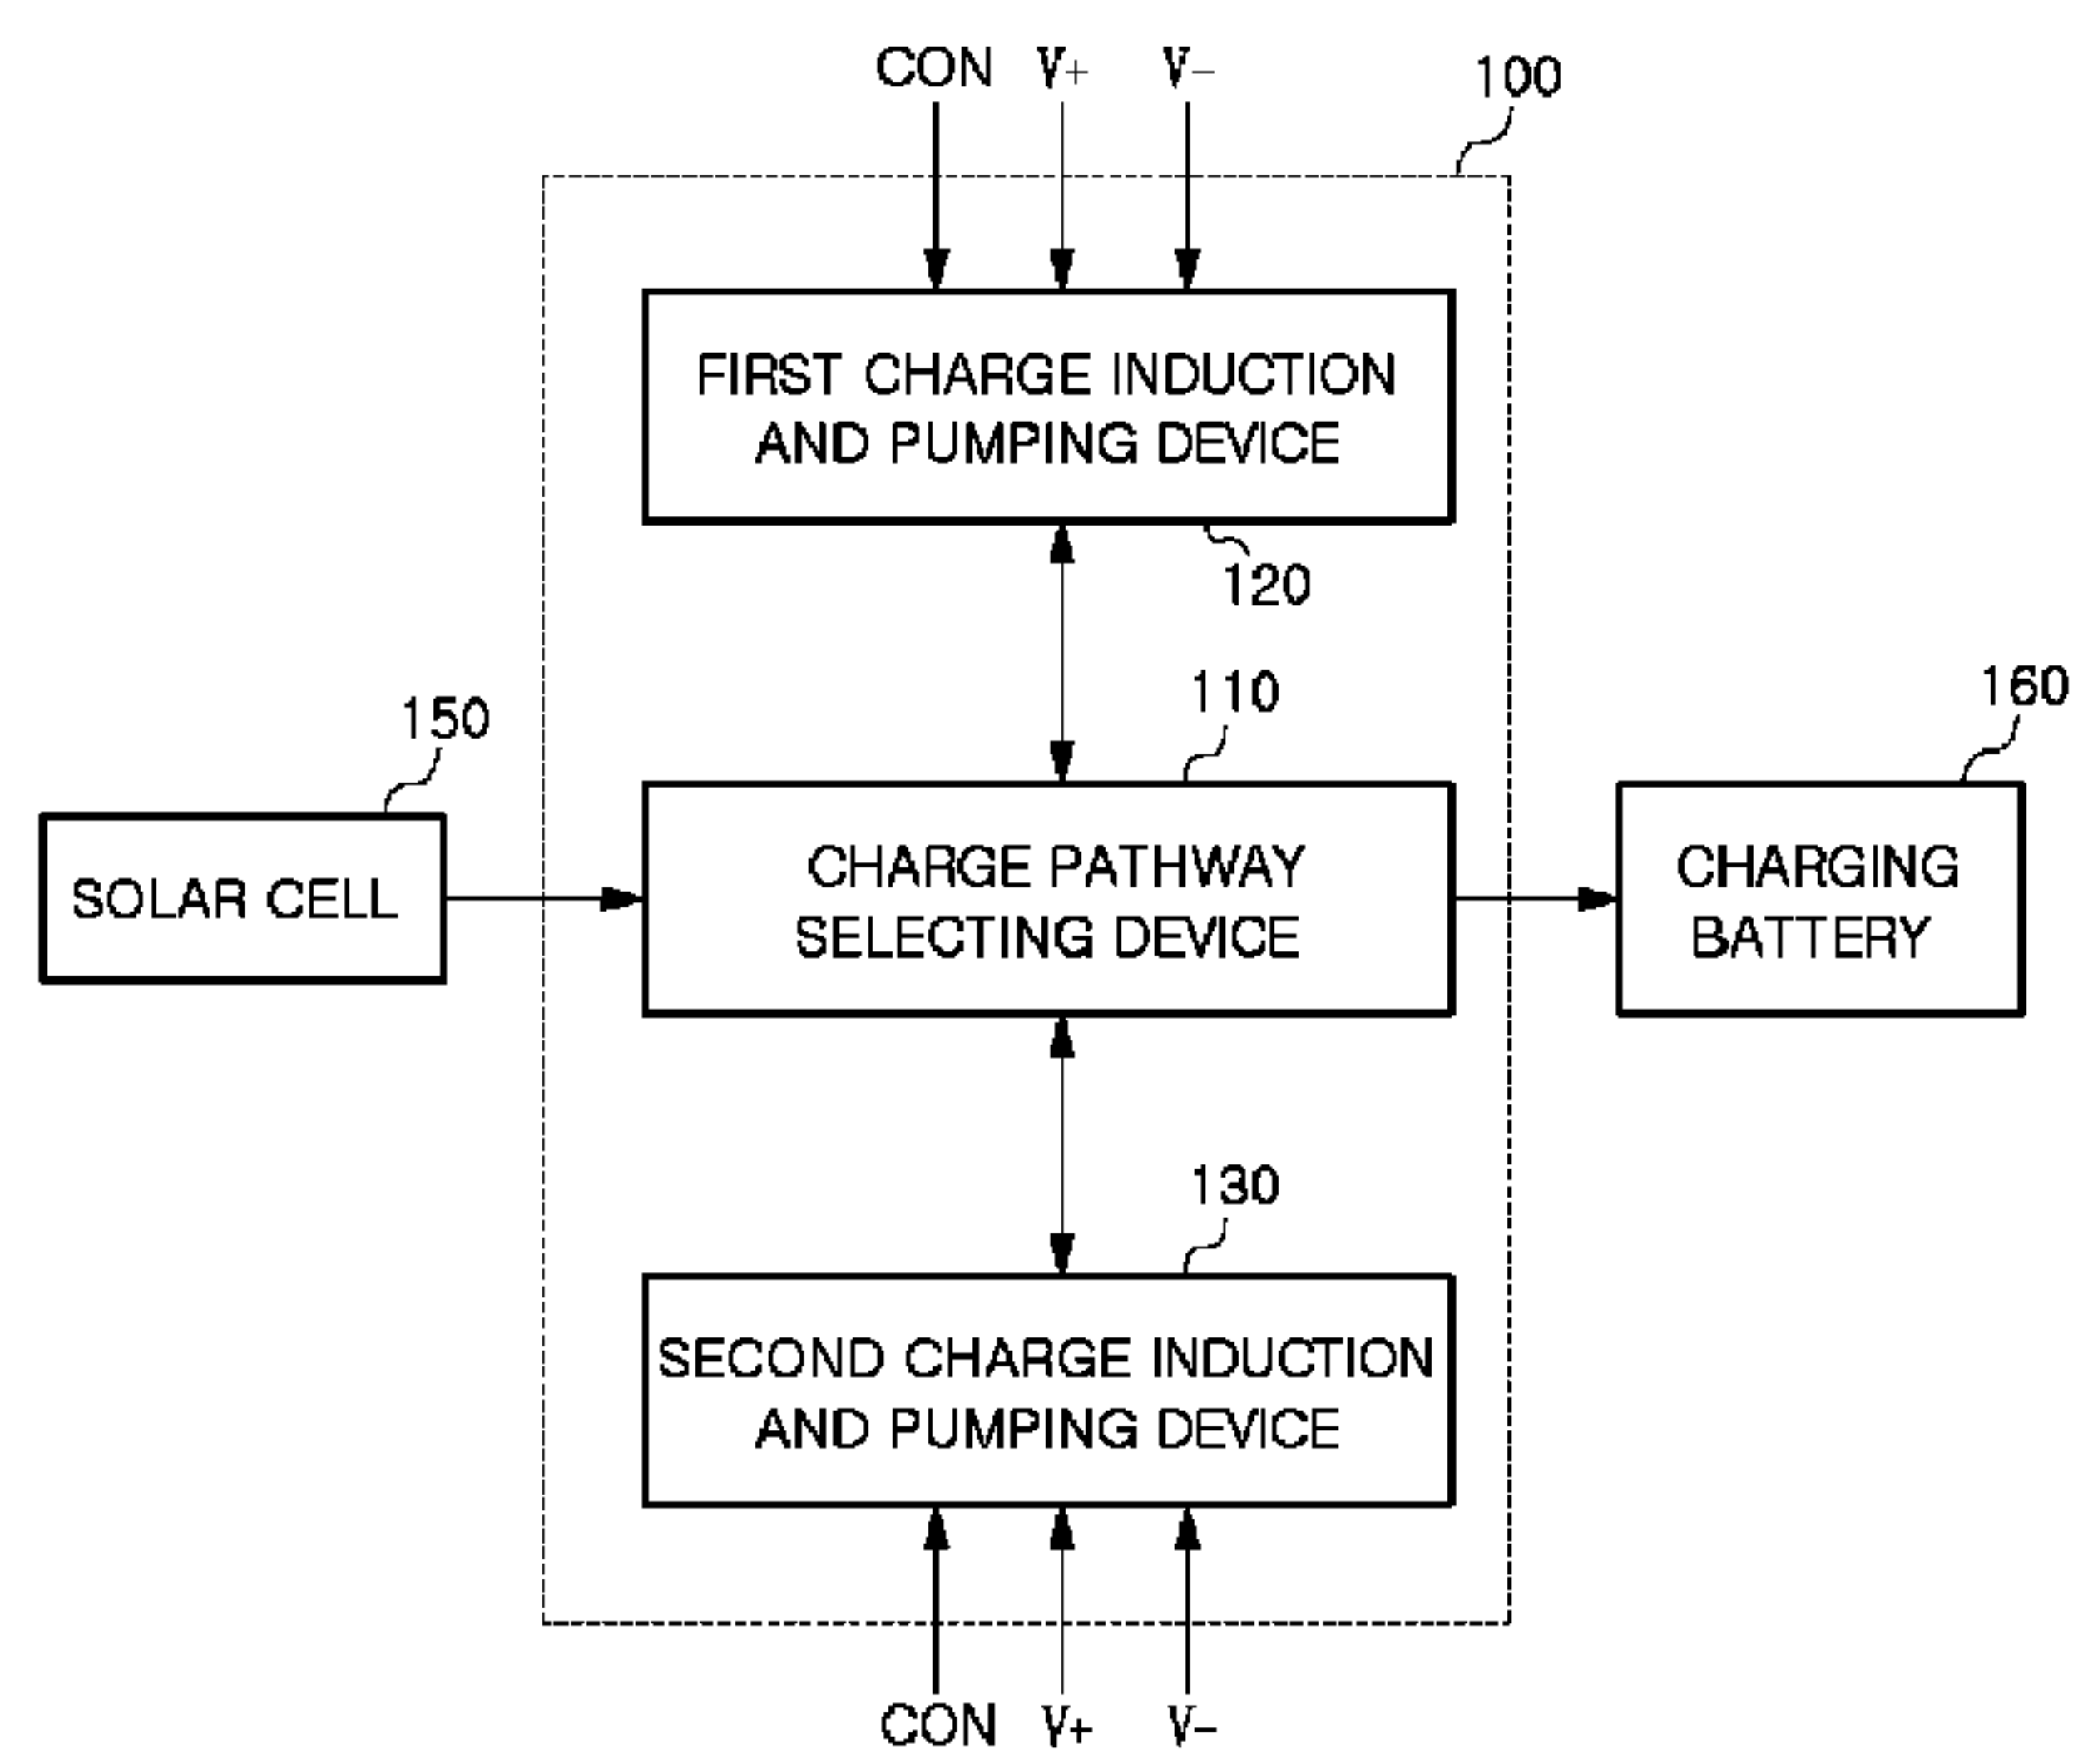 CON V+ V-
100
FIRST CHARGE INDUCTION
AND PUMPING DEVICE
120
110
150
160
SOLAR CELL
CHARGE PATHWAY
SELECTING DEVICE
CHARGING
BATTERY
130
SECOND CHARGE INDUCTION
AND PUMPING DEVICE
CON V+ V-